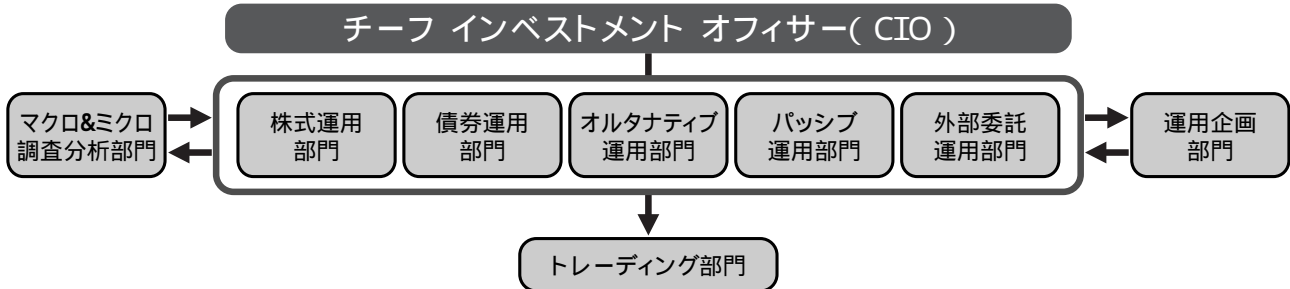 チーフ インベストメント オフィサー( CIO )
マクロ&ミクロ
調査分析部門
株式運用
部門
債券運用
部門
オルタナティブ
運用部門
パッシブ
運用部門
外部委託
運用部門
運用企画
部門
トレーディング部門